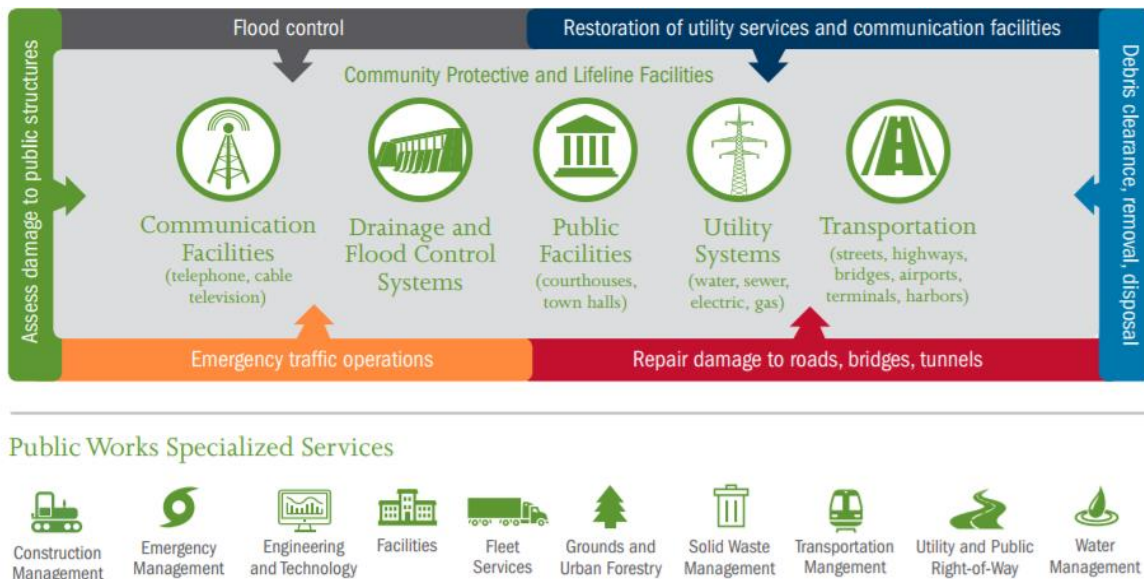 Flood control
Restoration of utility services and communication facilities
Assess damage to public structures
Debris clearance, removal, disposal
Community Protective and Lifeline Facilities
Communication
Facilities
(telephone, cable
television)
Drainage and
Flood Control
Systems
Public
Facilities
(courthouses,
town halls)
Utility
Systems
(water, sewer,
electric, gas)
Transportation
(streets, highways,
bridges, airports,
terminals, harbors)
Emergency traffic operations
Repair damage to roads, bridges, tunnels
Public Works Specialized Services
Construction
Management
Emergency
Management
Engineering
and Technology
Facilities
Fleet
Services
Grounds and
Urban Forestry
Solid Waste
Management
Transportation
Mangement
Utility and Public
Right-of-Way
Water
Management